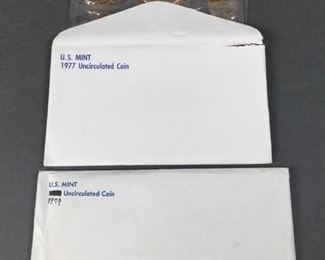 U.S. MINT
1977 Uncirculated Coin
U.S. MINT
Uncirculated Coin
1979